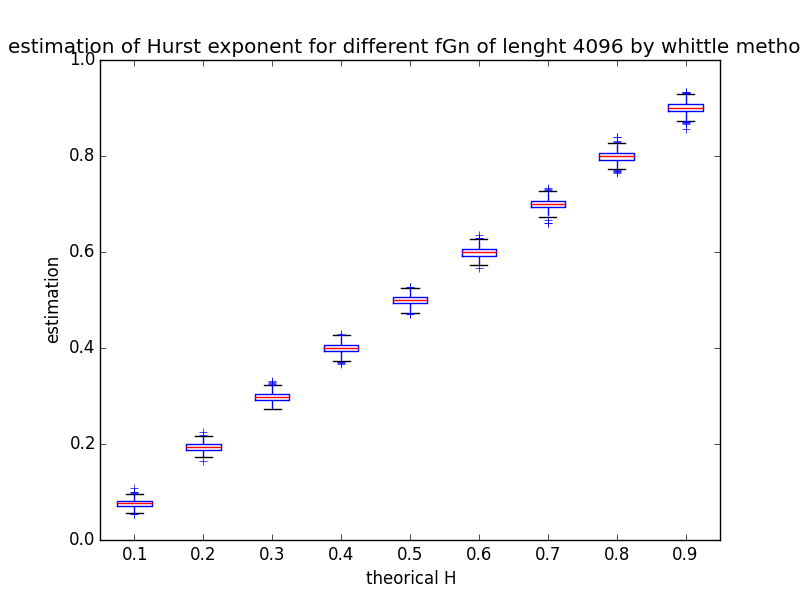 estimation of Hurst exponent for different fGn of lenght 4096 by whittle metho
1.0
0.8
0.6
0.4
0.2
0.0
estimation
0.1 0.2 0.3 0.4 0.5 0.6 0.7 0.8 0.9
theorical H